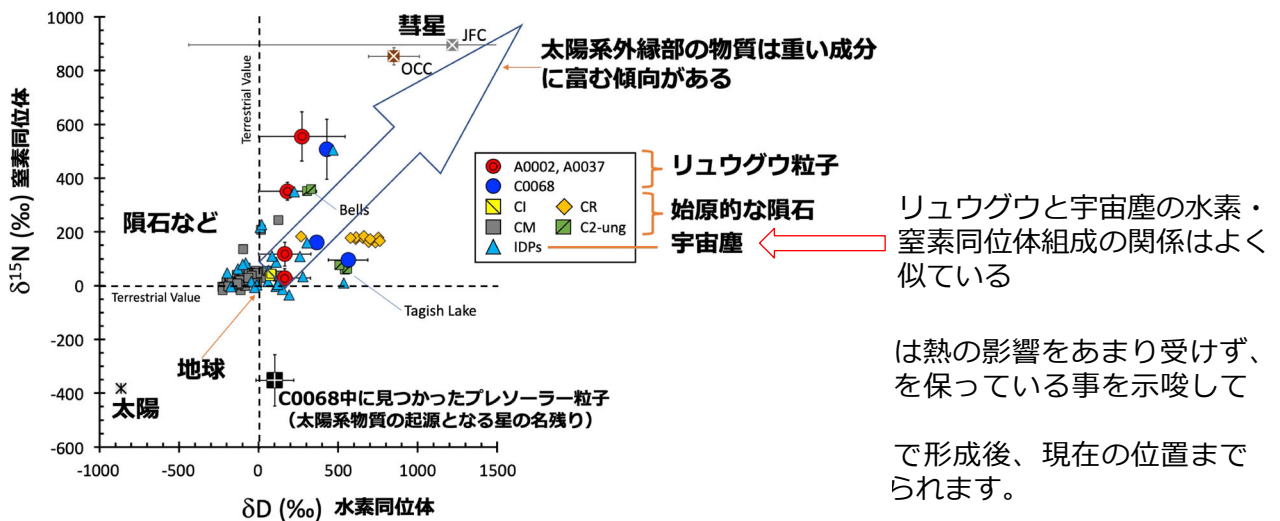 1000
800
600
400
200
0
-200
-400
-600
δ¹⁵N (‰) 窒素同位体
-1000
-500
0
500
1000
1500
δD (‰) 水素同位体
彗星
JFC
OCC
Terrestrial Value
太陽系外縁部の物質は重い成分
に富む傾向がある
隕石など
Bells
A0002, A0037
C0068
CI
CR
CM
C2-ung
IDPs
リュウグウ粒子
始原的な隕石
宇宙塵
Terrestrial Value
Tagish Lake
地球
太陽
C0068中に見つかったプレソーラー粒子
（太陽系物質の起源となる星の名残り）
リュウグウと宇宙塵の水素・
窒素同位体組成の関係はよく
似ている
は熱の影響をあまり受けず、
を保っている事を示唆して
で形成後、現在の位置まで
られます。